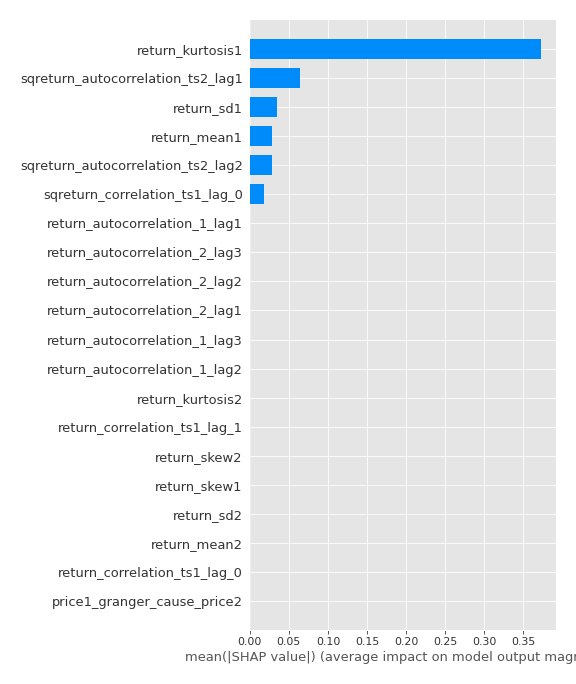 return_kurtosis1
sqreturn_autocorrelation_ts2_lag1
return_sd1
return_mean1
sqreturn_autocorrelation_ts2_lag2
sqreturn_correlation_ts1_lag_0
return_autocorrelation_1_lag1
return_autocorrelation_2_lag3
return_autocorrelation_2_lag2
return_autocorrelation_2_lag1
return_autocorrelation_1_lag3
return_autocorrelation_1_lag2
return_kurtosis2
return_correlation_ts1_lag_1
return_skew2
return_skew1
return_sd2
return_mean2
return_correlation_ts1_lag_0
price1_granger_cause_price2
0.00 0.05 0.10 0.15 0.20 0.25 0.30 0.35
mean(|SHAP value|) (average impact on model output magn